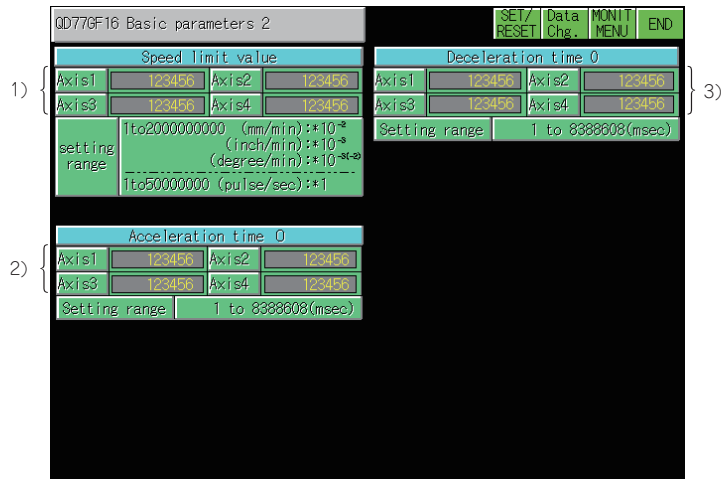 QD77GF16 Basic parameters 2
SET/ RESET
Data Chg.
MONIT MENU
END
Speed limit value
1)
Axis1 123456 Axis2 123456
Axis3 123456 Axis4 123456
setting range
1to2000000000 (mm/min):*10⁻²
(inch/min):*10⁻³
(degree/min):*10⁻³⁽⁻²⁾
1to50000000 (pulse/sec):*1
Deceleration time 0
Axis1 123456 Axis2 123456
3)
Axis3 123456 Axis4 123456
Setting range 1 to 8388608(msec)
Acceleration time 0
2)
Axis1 123456 Axis2 123456
Axis3 123456 Axis4 123456
Setting range 1 to 8388608(msec)